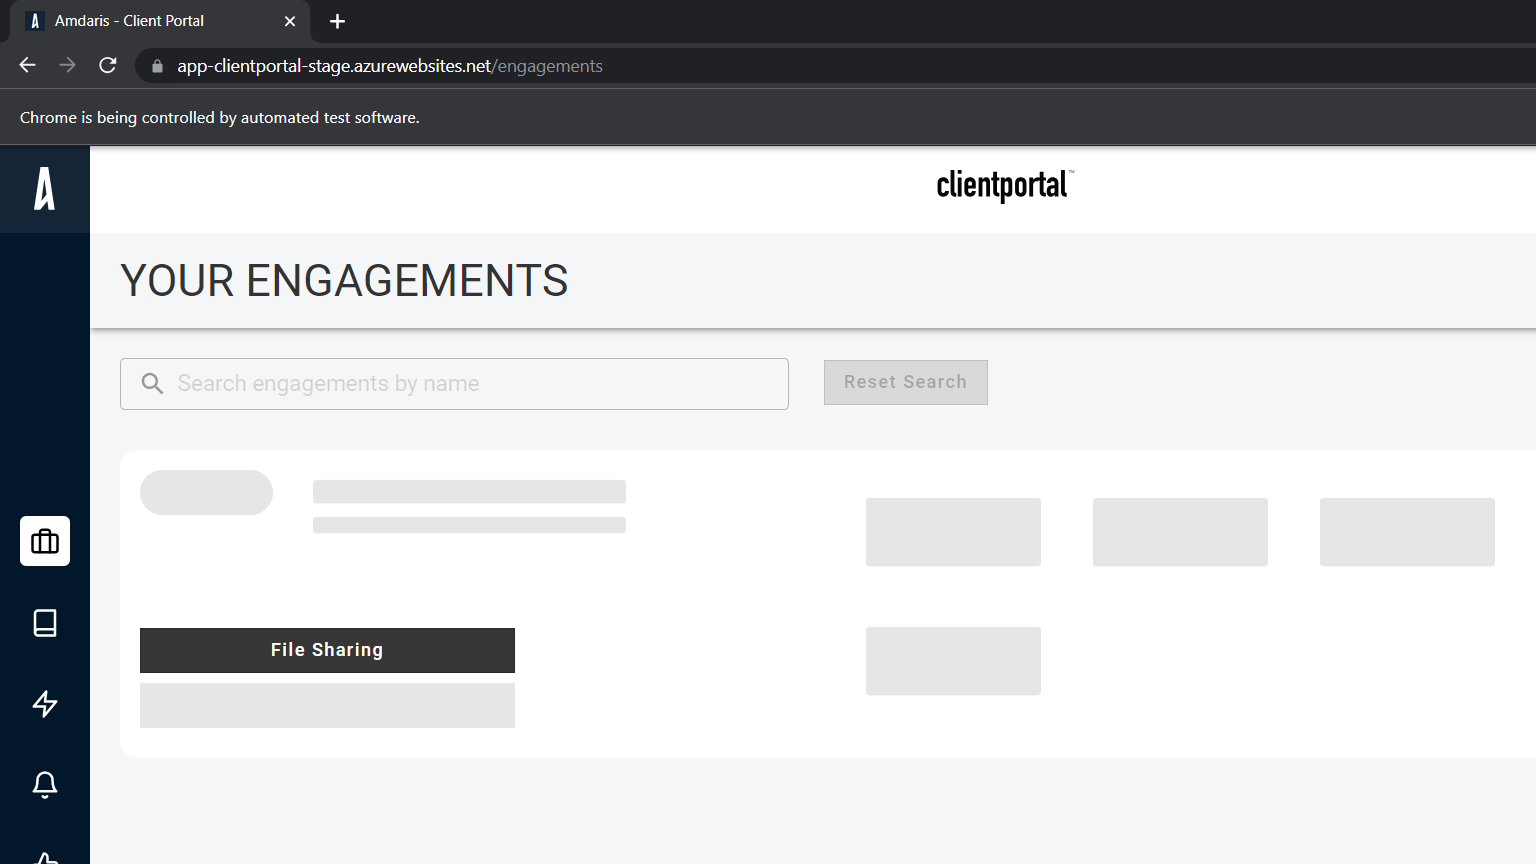 Amdaris - Client Portal
app-clientportal-stage.azurewebsites.net/engagements
Chrome is being controlled by automated test software.
clientportal™
YOUR ENGAGEMENTS
Search engagements by name
Reset Search
File Sharing